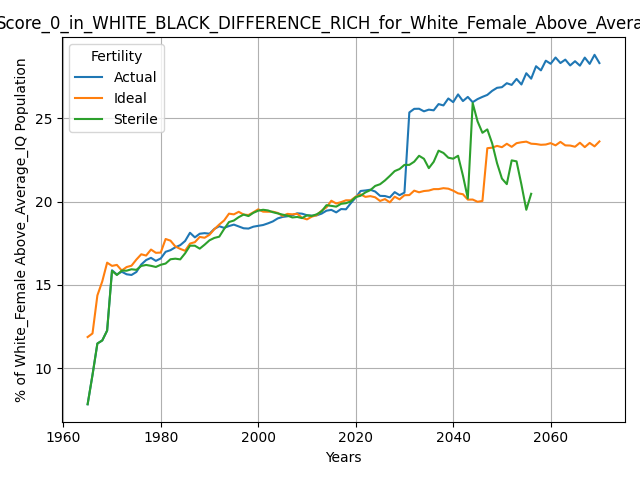 Score_0_in_WHITE_BLACK_DIFFERENCE_RICH_for_White_Female_Above_Avera
Fertility
Actual
Ideal
Sterile
% of White_Female Above_Average_IQ Population
25
20
15
10
1960
1980
2000
2020
2040
2060
Years